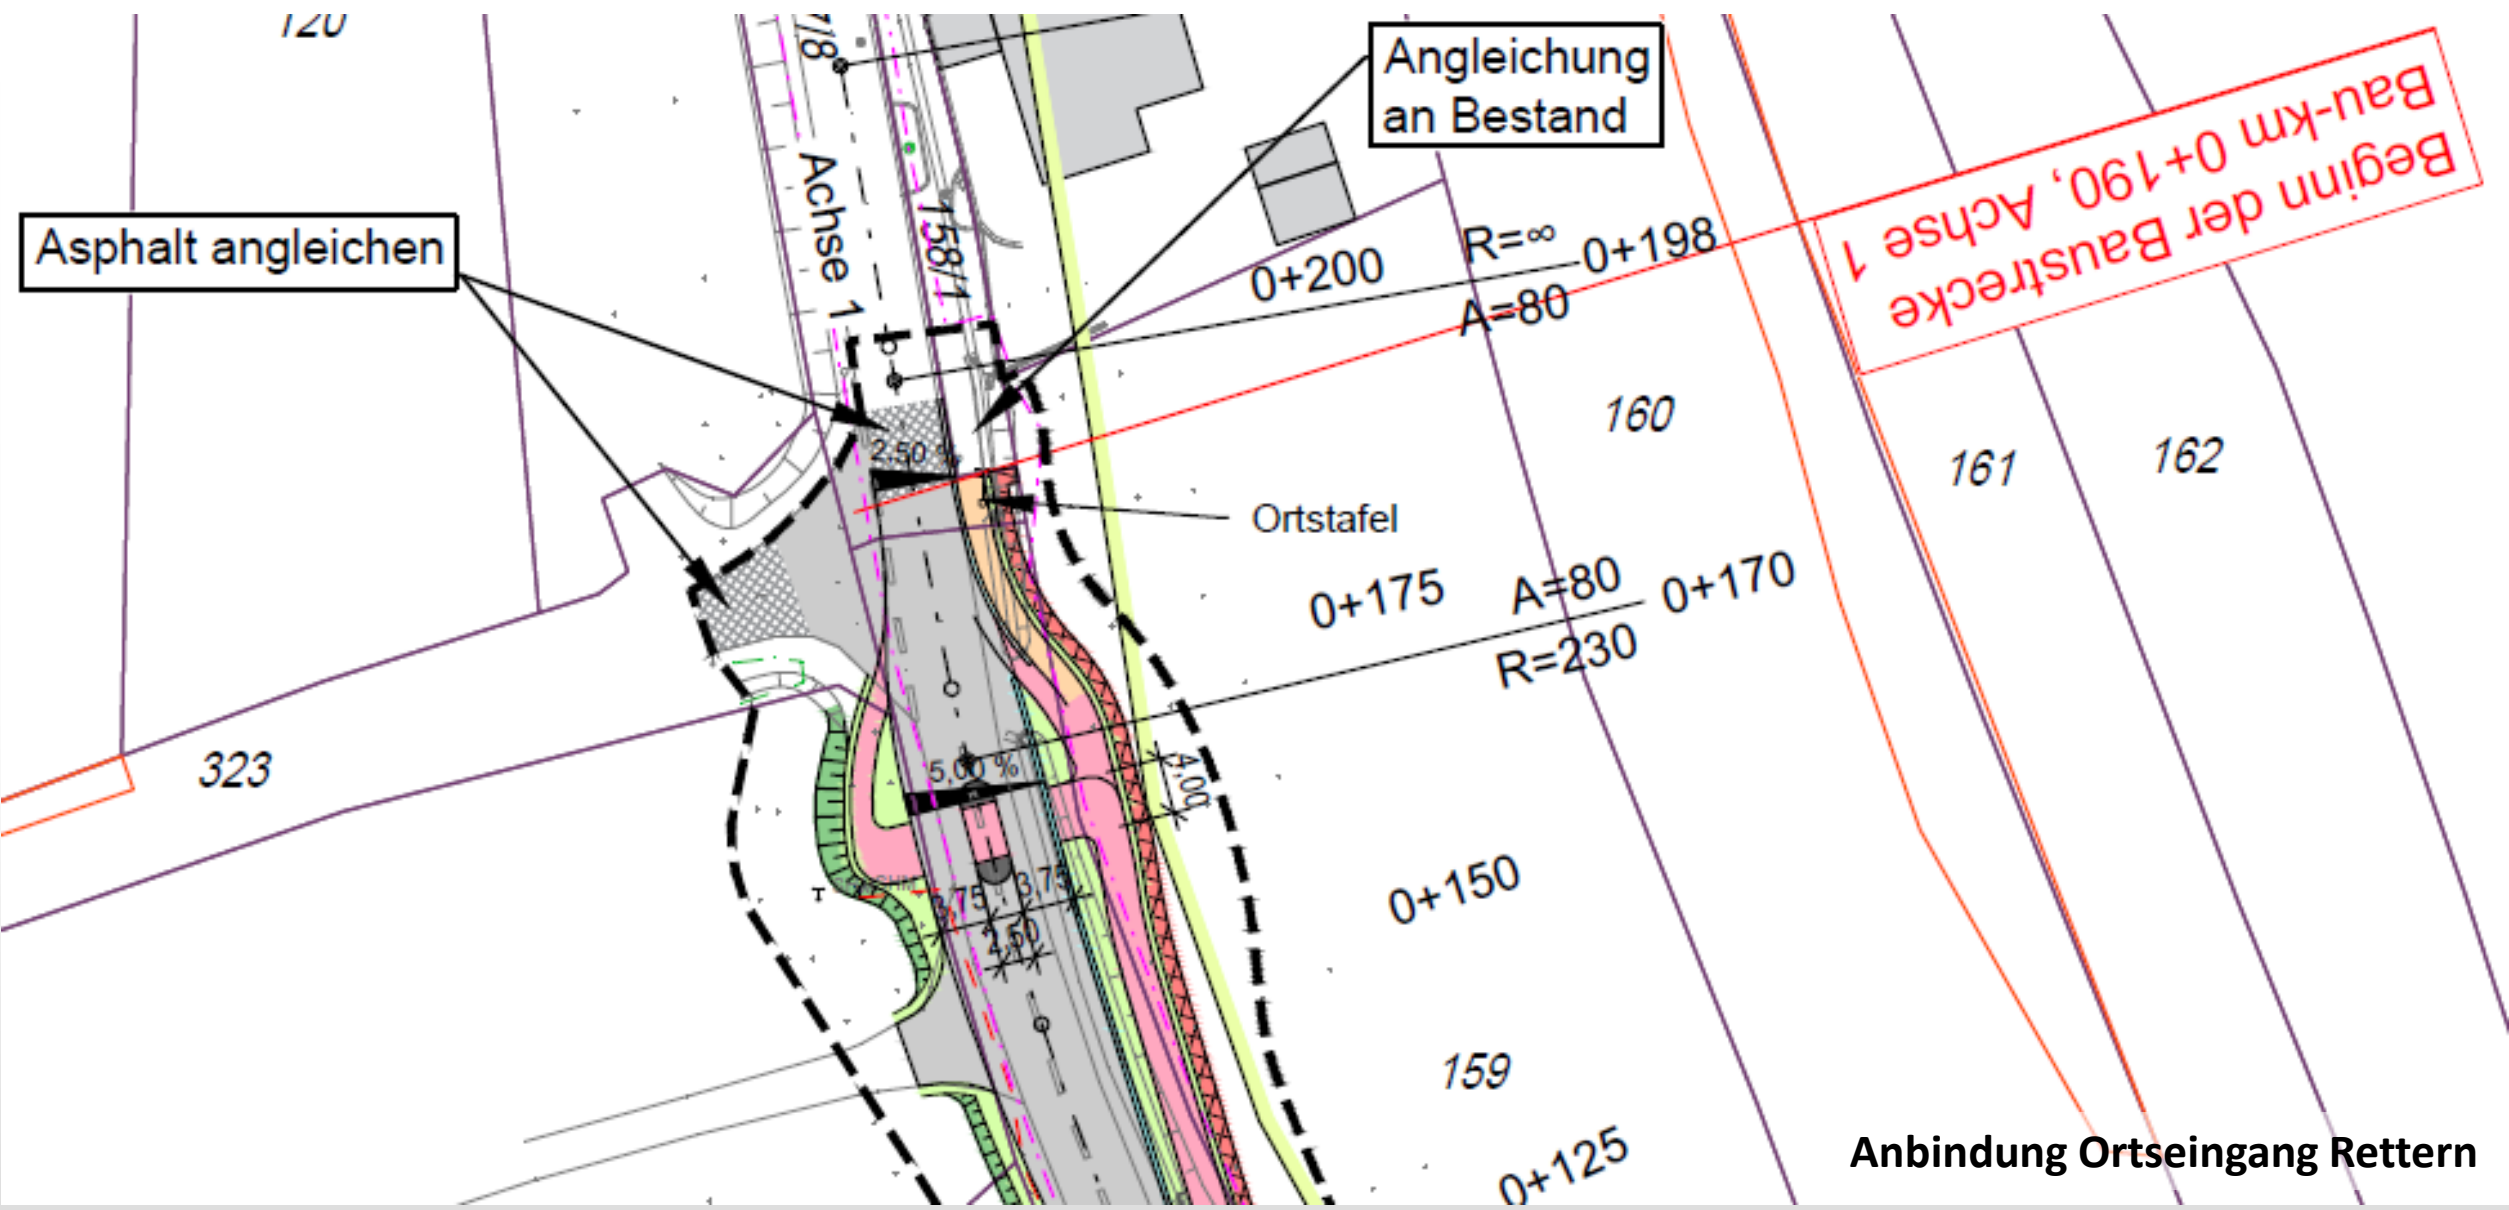 120
7/8
Angleichung
an Bestand
Beginn der Baustrecke
Bau-km 0+190, Achse 1
Achse 1
158/1
Asphalt angleichen
0+200
R=∞
0+198
A=80
160
161
162
2.50 %
Ortstafel
0+175
A=80
0+170
R=230
323
5,00 %
4,00
3,75
3,75
2,50
0+150
T
159
0+125
Anbindung Ortseingang Rettern